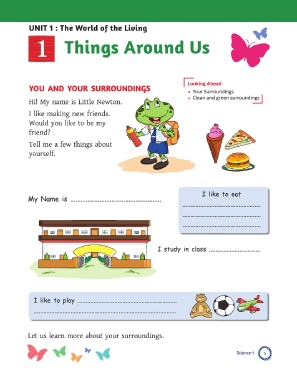 UNIT 1 : The World of the Living
1 Things Around Us
YOU AND YOUR SURROUNDINGS
Hi! My name is Little Newton.
I like making new friends.
Would you like to be my
friend?
Tell me a few things about
yourself.
Looking Ahead
• Your Surroundings
• Clean and green surroundings
My Name is ................................................
I like to eat
................................................
................................................
................................................
I study in class ............................
I like to play ................................................
................................................
Let us learn more about your surroundings.
Science-1